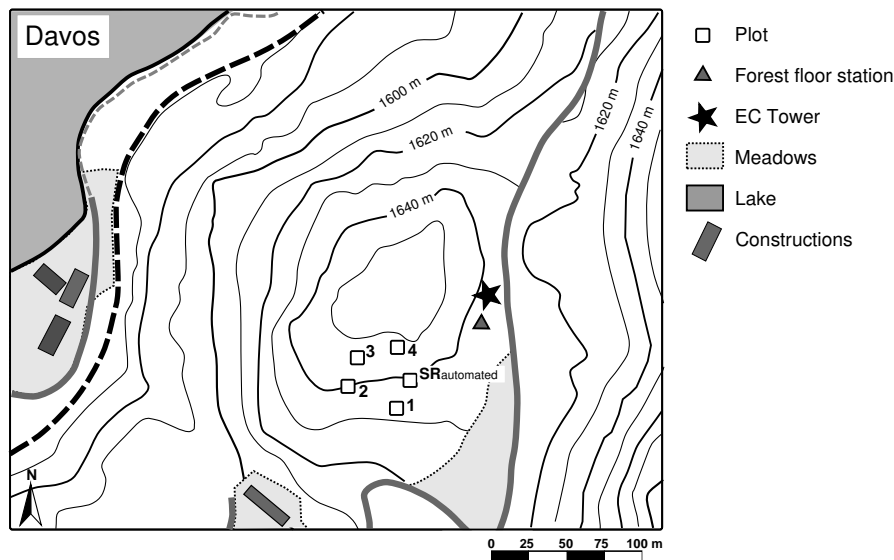 Davos
Plot
Forest floor station
EC Tower
Meadows
Lake
Constructions
1600 m
1620 m
1640 m
1620 m
1640 m
3
4
SRautomated
2
1
N
0 25 50 75 100 m